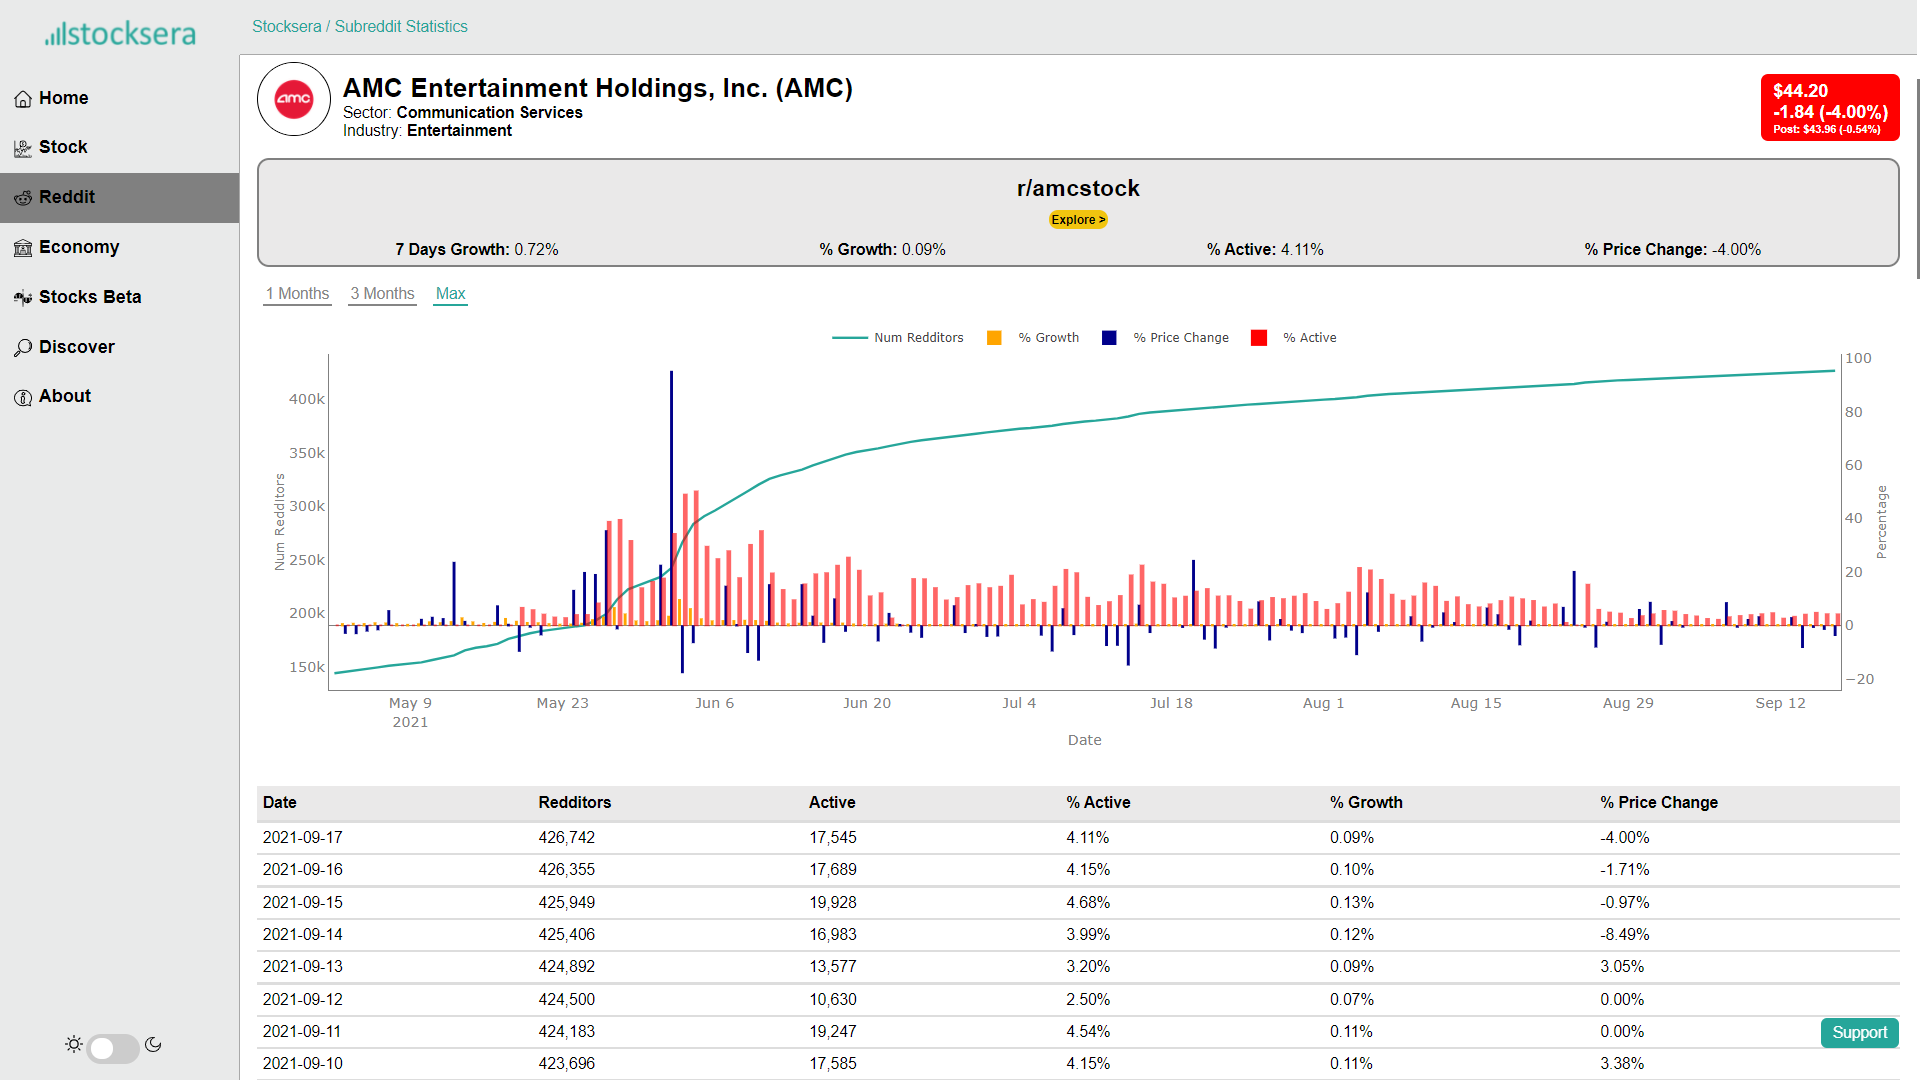 stocksera
Stocksera / Subreddit Statistics
Home
Stock
Reddit
Economy
Stocks Beta
Discover
About
amc
AMC Entertainment Holdings, Inc. (AMC)
Sector: Communication Services
Industry: Entertainment
$44.20
-1.84 (-4.00%)
Post: $43.96 (-0.54%)
r/amcstock
Explore >
7 Days Growth: 0.72% % Growth: 0.09% % Active: 4.11% % Price Change: -4.00%
1 Months 3 Months Max
Num Redditors % Growth % Price Change % Active
400k
350k
300k
250k
200k
150k
Num Redditors
100
80
60
40
20
0
−20
Percentage
May 9 May 23 Jun 6 Jun 20 Jul 4 Jul 18 Aug 1 Aug 15 Aug 29 Sep 12
2021
Date
Date Redditors Active % Active % Growth % Price Change
2021-09-17 426,742 17,545 4.11% 0.09% -4.00%
2021-09-16 426,355 17,689 4.15% 0.10% -1.71%
2021-09-15 425,949 19,928 4.68% 0.13% -0.97%
2021-09-14 425,406 16,983 3.99% 0.12% -8.49%
2021-09-13 424,892 13,577 3.20% 0.09% 3.05%
2021-09-12 424,500 10,630 2.50% 0.07% 0.00%
2021-09-11 424,183 19,247 4.54% 0.11% 0.00%
2021-09-10 423,696 17,585 4.15% 0.11% 3.38%
Support